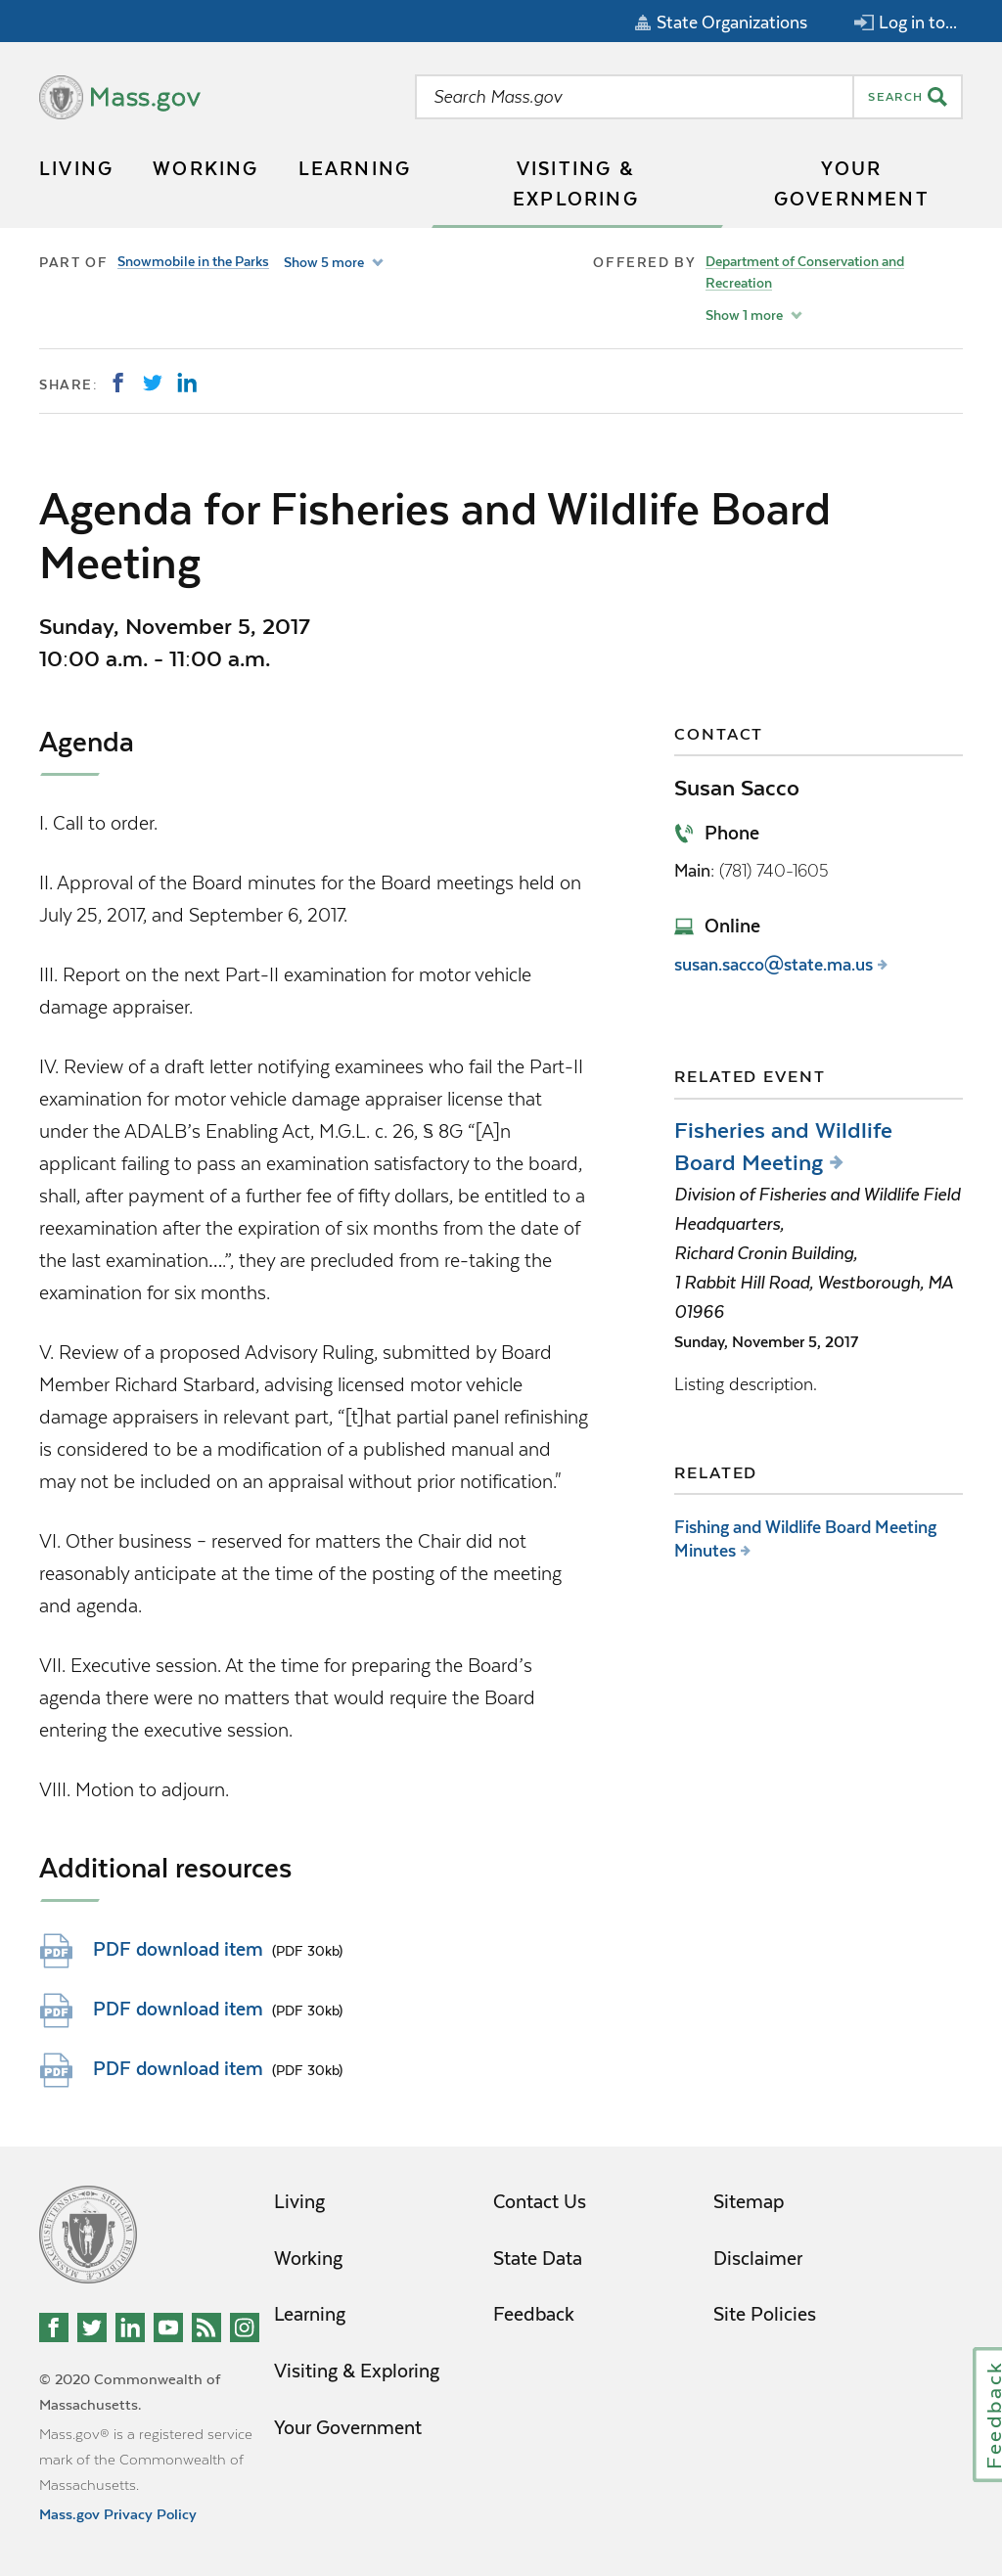 State Organizations
Log in to...
Mass.gov
Search Mass.gov
SEARCH
LIVING
WORKING
LEARNING
VISITING &
EXPLORING
YOUR
GOVERNMENT
PART OF Snowmobile in the Parks Show 5 more
OFFERED BY Department of Conservation and
Recreation
Show 1 more
SHARE:
Agenda for Fisheries and Wildlife Board
Meeting
Sunday, November 5, 2017
10:00 a.m. - 11:00 a.m.
Agenda
I. Call to order.
II. Approval of the Board minutes for the Board meetings held on
July 25, 2017, and September 6, 2017.
III. Report on the next Part-II examination for motor vehicle
damage appraiser.
IV. Review of a draft letter notifying examinees who fail the Part-II
examination for motor vehicle damage appraiser license that
under the ADALB’s Enabling Act, M.G.L. c. 26, § 8G “[A]n
applicant failing to pass an examination satisfactory to the board,
shall, after payment of a further fee of fifty dollars, be entitled to a
reexamination after the expiration of six months from the date of
the last examination….”, they are precluded from re-taking the
examination for six months.
V. Review of a proposed Advisory Ruling, submitted by Board
Member Richard Starbard, advising licensed motor vehicle
damage appraisers in relevant part, “[t]hat partial panel refinishing
is considered to be a modification of a published manual and
may not be included on an appraisal without prior notification."
VI. Other business – reserved for matters the Chair did not
reasonably anticipate at the time of the posting of the meeting
and agenda.
VII. Executive session. At the time for preparing the Board’s
agenda there were no matters that would require the Board
entering the executive session.
VIII. Motion to adjourn.
Additional resources
PDF
PDF download item (PDF 30kb)
PDF
PDF download item (PDF 30kb)
PDF
PDF download item (PDF 30kb)
CONTACT
Susan Sacco
Phone
Main: (781) 740-1605
Online
susan.sacco@state.ma.us
RELATED EVENT
Fisheries and Wildlife
Board Meeting
Division of Fisheries and Wildlife Field
Headquarters,
Richard Cronin Building,
1 Rabbit Hill Road, Westborough, MA
01966
Sunday, November 5, 2017
Listing description.
RELATED
Fishing and Wildlife Board Meeting
Minutes
Living
Working
Learning
Visiting & Exploring
Your Government
Contact Us
State Data
Feedback
Sitemap
Disclaimer
Site Policies
© 2020 Commonwealth of
Massachusetts.
Mass.gov® is a registered service
mark of the Commonwealth of
Massachusetts.
Mass.gov Privacy Policy
Feedback